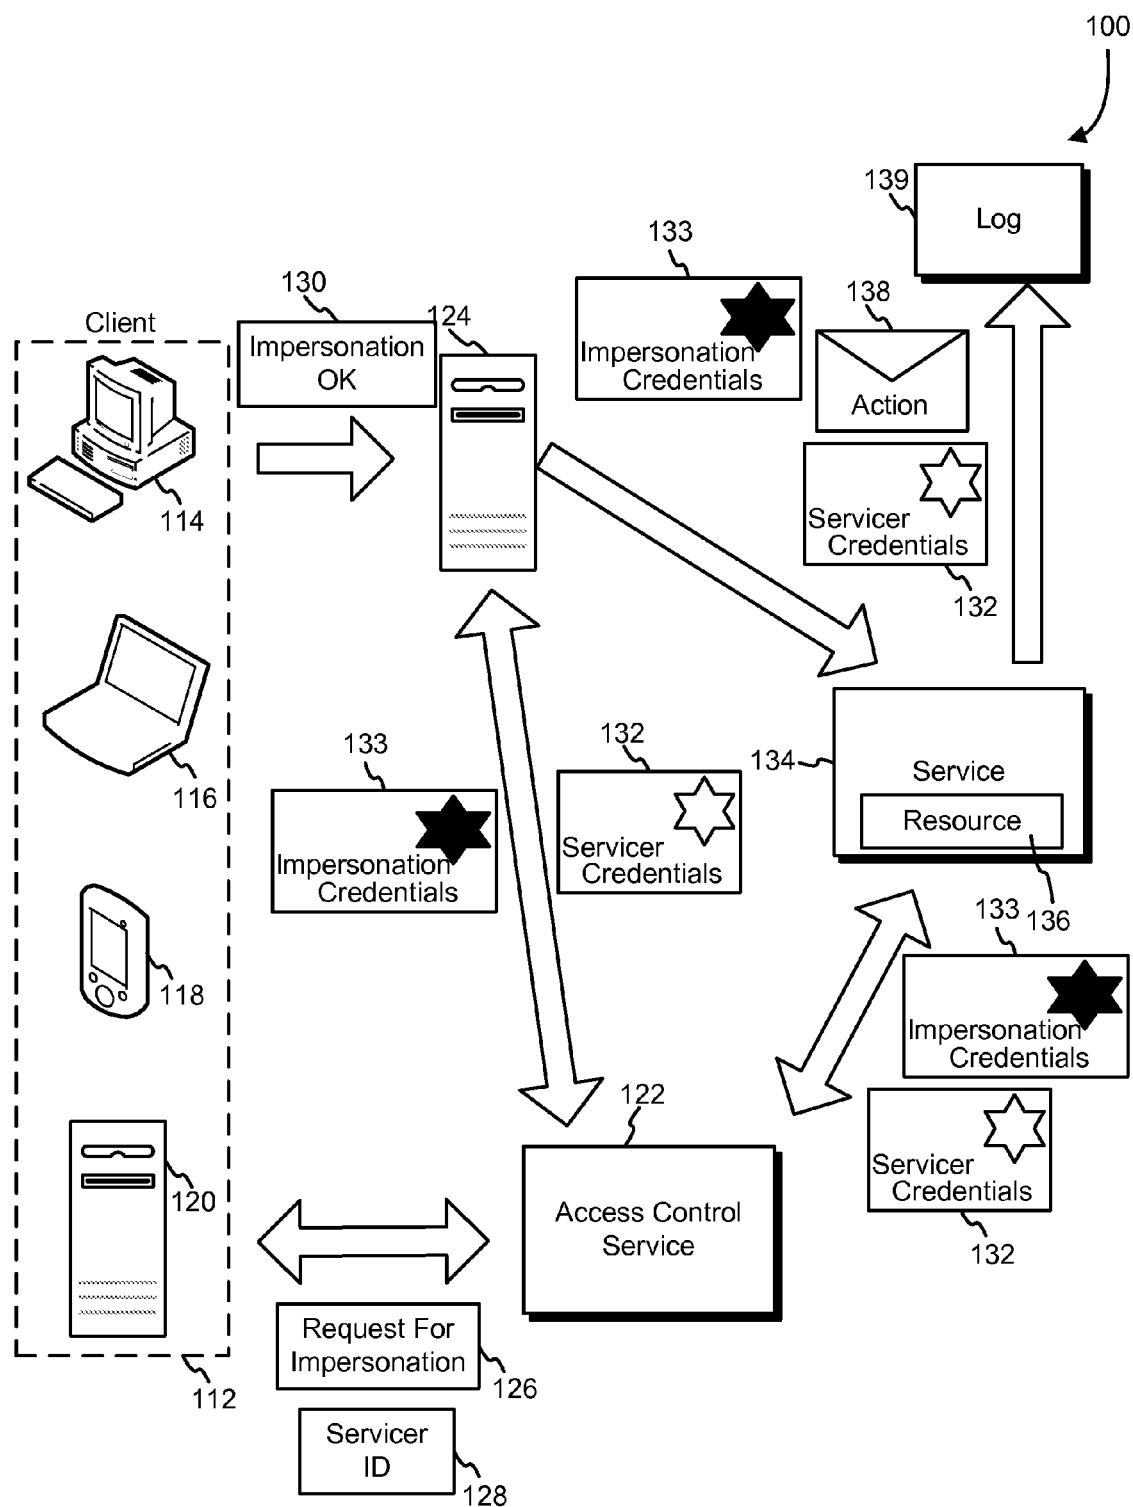 100
139
Log
133
Impersonation
Credentials
138
Action
Servicer
Credentials
132
130
Impersonation
OK
124
Client
114
116
118
120
112
133
Impersonation
Credentials
132
Servicer
Credentials
134
Service
Resource
136
133
Impersonation
Credentials
Servicer
Credentials
132
122
Access Control
Service
Request For
Impersonation
126
Servicer
ID
128